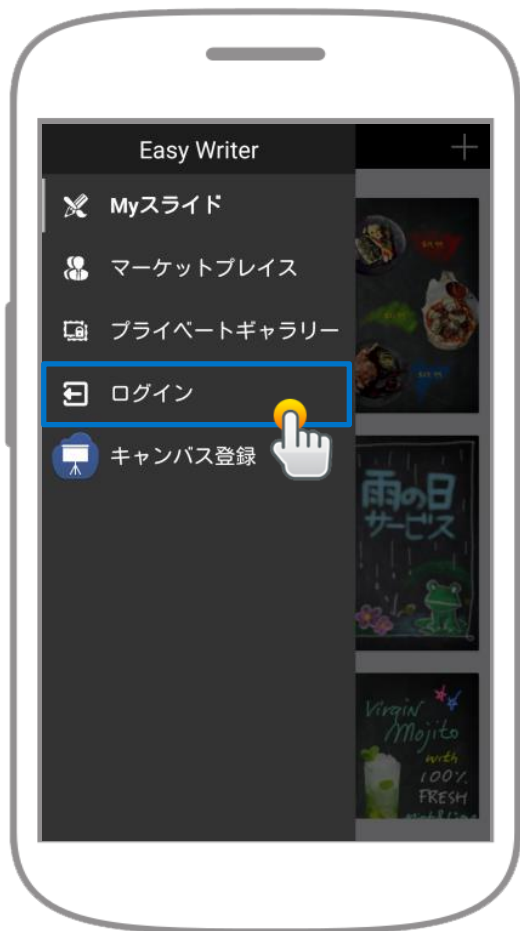 Easy Writer
Myスライド
マーケットプレイス
プライベートギャラリー
ログイン
キャンバス登録
雨の日
サービス
Virgin
Mojito
with
100%
FRESH